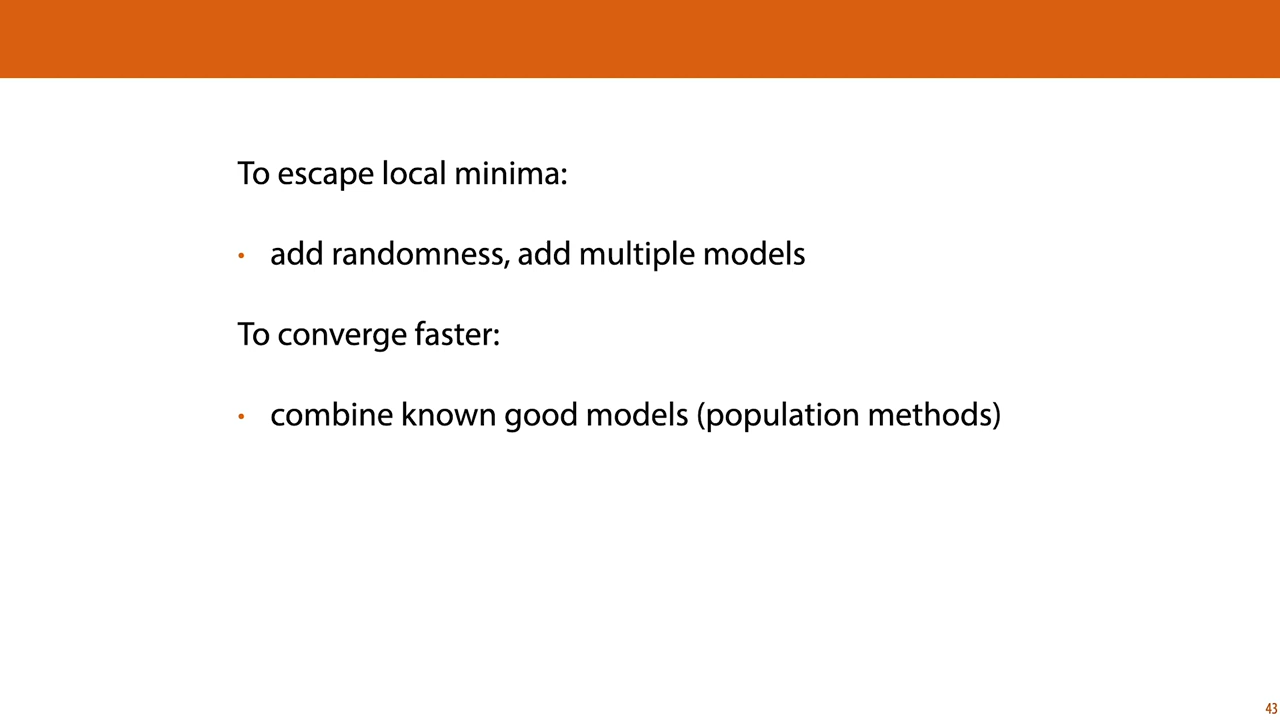 To escape local minima:
• add randomness, add multiple models
To converge faster:
• combine known good models (population methods)
43